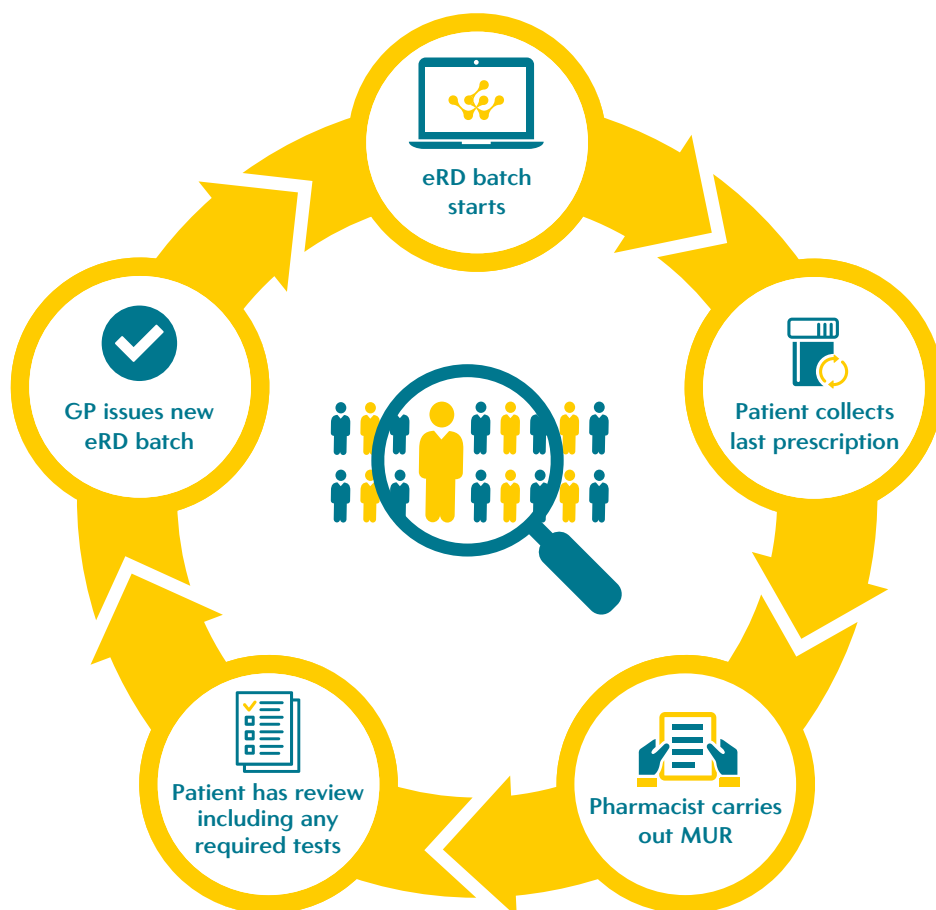 eRD batch
starts
Patient collects
last prescription
Pharmacist carries
out MUR
Patient has review
including any
required tests
GP issues new
eRD batch